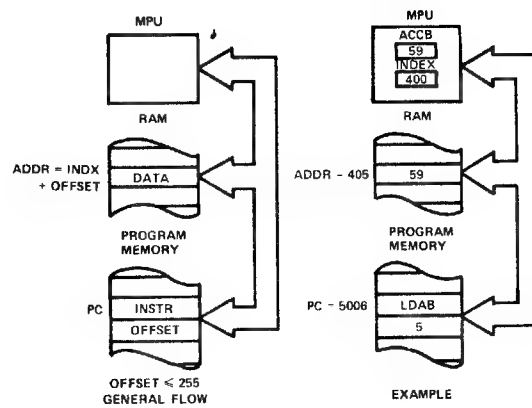 MPU
RAM
ADDR = INDX
+ OFFSET
DATA
PROGRAM
MEMORY
PC
INSTR
OFFSET
OFFSET ≤ 255
GENERAL FLOW
MPU
ACCB
59
INDEX
400
RAM
ADDR - 405
59
PROGRAM
MEMORY
PC - 5006
LDAB
5
EXAMPLE